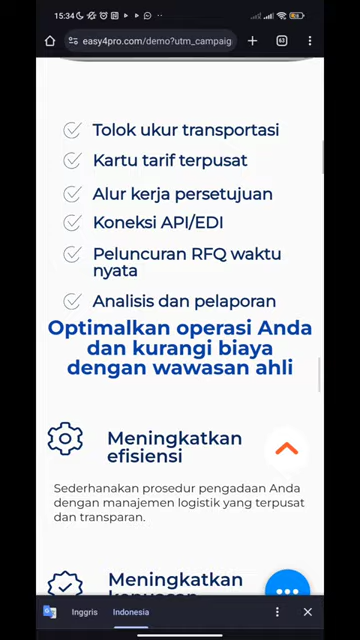 15:34
easy4pro.com/demo?utm_campaig
63
Tolok ukur transportasi
Kartu tarif terpusat
Alur kerja persetujuan
Koneksi API/EDI
Peluncuran RFQ waktu
nyata
Analisis dan pelaporan
Optimalkan operasi Anda
dan kurangi biaya
dengan wawasan ahli
Meningkatkan
efisiensi
Sederhanakan prosedur pengadaan Anda
dengan manajemen logistik yang terpusat
dan transparan.
Meningkatkan
Inggris
Indonesia